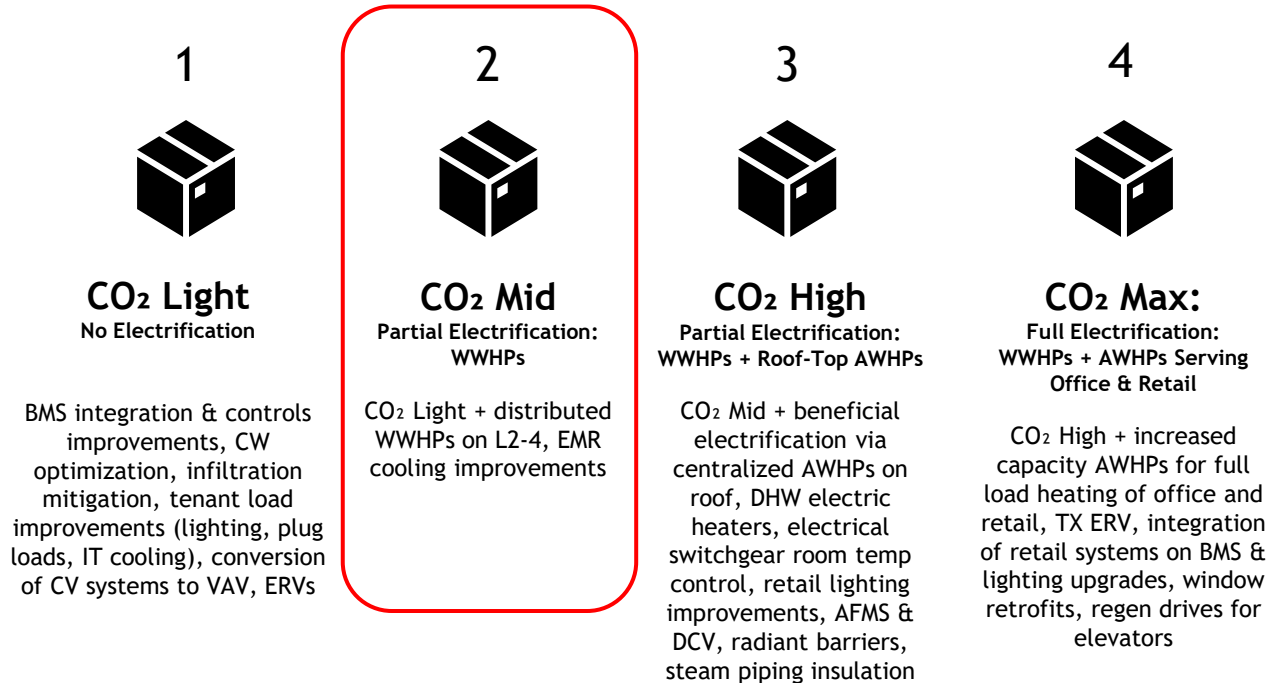 1
CO₂ Light
No Electrification
BMS integration & controls
improvements, CW
optimization, infiltration
mitigation, tenant load
improvements (lighting, plug
loads, IT cooling), conversion
of CV systems to VAV, ERVs
2
CO₂ Mid
Partial Electrification:
WWHPs
CO₂ Light + distributed
WWHPs on L2-4, EMR
cooling improvements
3
CO₂ High
Partial Electrification:
WWHPs + Roof-Top AWHPs
CO₂ Mid + beneficial
electrification via
centralized AWHPs on
roof, DHW electric
heaters, electrical
switchgear room temp
control, retail lighting
improvements, AFMS &
DCV, radiant barriers,
steam piping insulation
4
CO₂ Max:
Full Electrification:
WWHPs + AWHPs Serving
Office & Retail
CO₂ High + increased
capacity AWHPs for full
load heating of office and
retail, TX ERV, integration
of retail systems on BMS &
lighting upgrades, window
retrofits, regen drives for
elevators